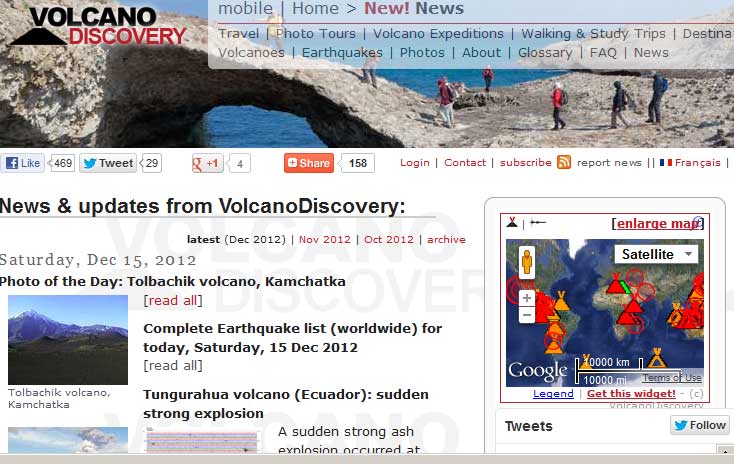 VOLCANO
DISCOVERY
mobile | Home > New! News
Travel | Photo Tours | Volcano Expeditions | Walking & Study Trips | Destina
Volcanoes | Earthquakes | Photos | About | Glossary | FAQ | News
Like 469 Tweet 29 +1 4 Share 158 Login | Contact | subscribe report news || Français |
News & updates from VolcanoDiscovery:
latest (Dec 2012) | Nov 2012 | Oct 2012 | archive
Saturday, Dec 15, 2012
Photo of the Day: Tolbachik volcano, Kamchatka
[read all]
Complete Earthquake list (worldwide) for
today, Saturday, 15 Dec 2012
[read all]
Tolbachik volcano,
Kamchatka
Tungurahua volcano (Ecuador): sudden
strong explosion
A sudden strong ash
explosion occurred at
[enlarge map]
Satellite
Google
10000 km
10000 mi
Terms of Use
Legend | Get this widget! - (c)
VolcanoDiscovery
Tweets
Follow
VOLCANO
DISCOVERY
VOLCANO